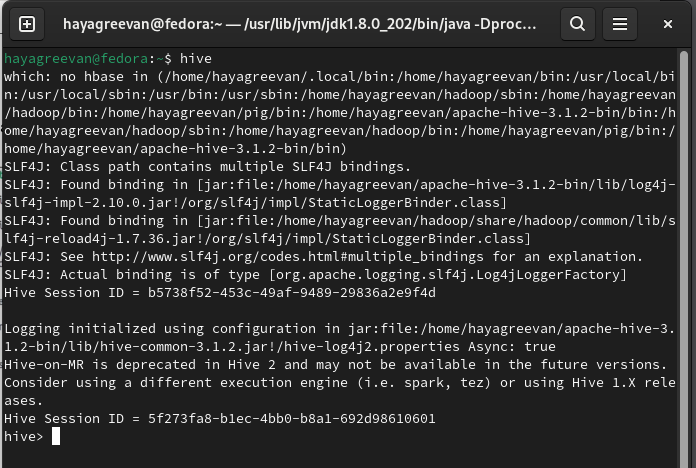 hayagreevan@fedora:~ — /usr/lib/jvm/jdk1.8.0_202/bin/java -Dproc…
hayagreevan@fedora:~$ hive
which: no hbase in (/home/hayagreevan/.local/bin:/home/hayagreevan/bin:/usr/local/bi
n:/usr/local/sbin:/usr/bin:/usr/sbin:/home/hayagreevan/hadoop/sbin:/home/hayagreevan
/hadoop/bin:/home/hayagreevan/pig/bin:/home/hayagreevan/apache-hive-3.1.2-bin/bin:/h
ome/hayagreevan/hadoop/sbin:/home/hayagreevan/hadoop/bin:/home/hayagreevan/pig/bin:/
home/hayagreevan/apache-hive-3.1.2-bin/bin)
SLF4J: Class path contains multiple SLF4J bindings.
SLF4J: Found binding in [jar:file:/home/hayagreevan/apache-hive-3.1.2-bin/lib/log4j-
slf4j-impl-2.10.0.jar!/org/slf4j/impl/StaticLoggerBinder.class]
SLF4J: Found binding in [jar:file:/home/hayagreevan/hadoop/share/hadoop/common/lib/s
lf4j-reload4j-1.7.36.jar!/org/slf4j/impl/StaticLoggerBinder.class]
SLF4J: See http://www.slf4j.org/codes.html#multiple_bindings for an explanation.
SLF4J: Actual binding is of type [org.apache.logging.slf4j.Log4jLoggerFactory]
Hive Session ID = b5738f52-453c-49af-9489-29836a2e9f4d
Logging initialized using configuration in jar:file:/home/hayagreevan/apache-hive-3.
1.2-bin/lib/hive-common-3.1.2.jar!/hive-log4j2.properties Async: true
Hive-on-MR is deprecated in Hive 2 and may not be available in the future versions.
Consider using a different execution engine (i.e. spark, tez) or using Hive 1.X rele
ases.
Hive Session ID = 5f273fa8-b1ec-4bb0-b8a1-692d98610601
hive>